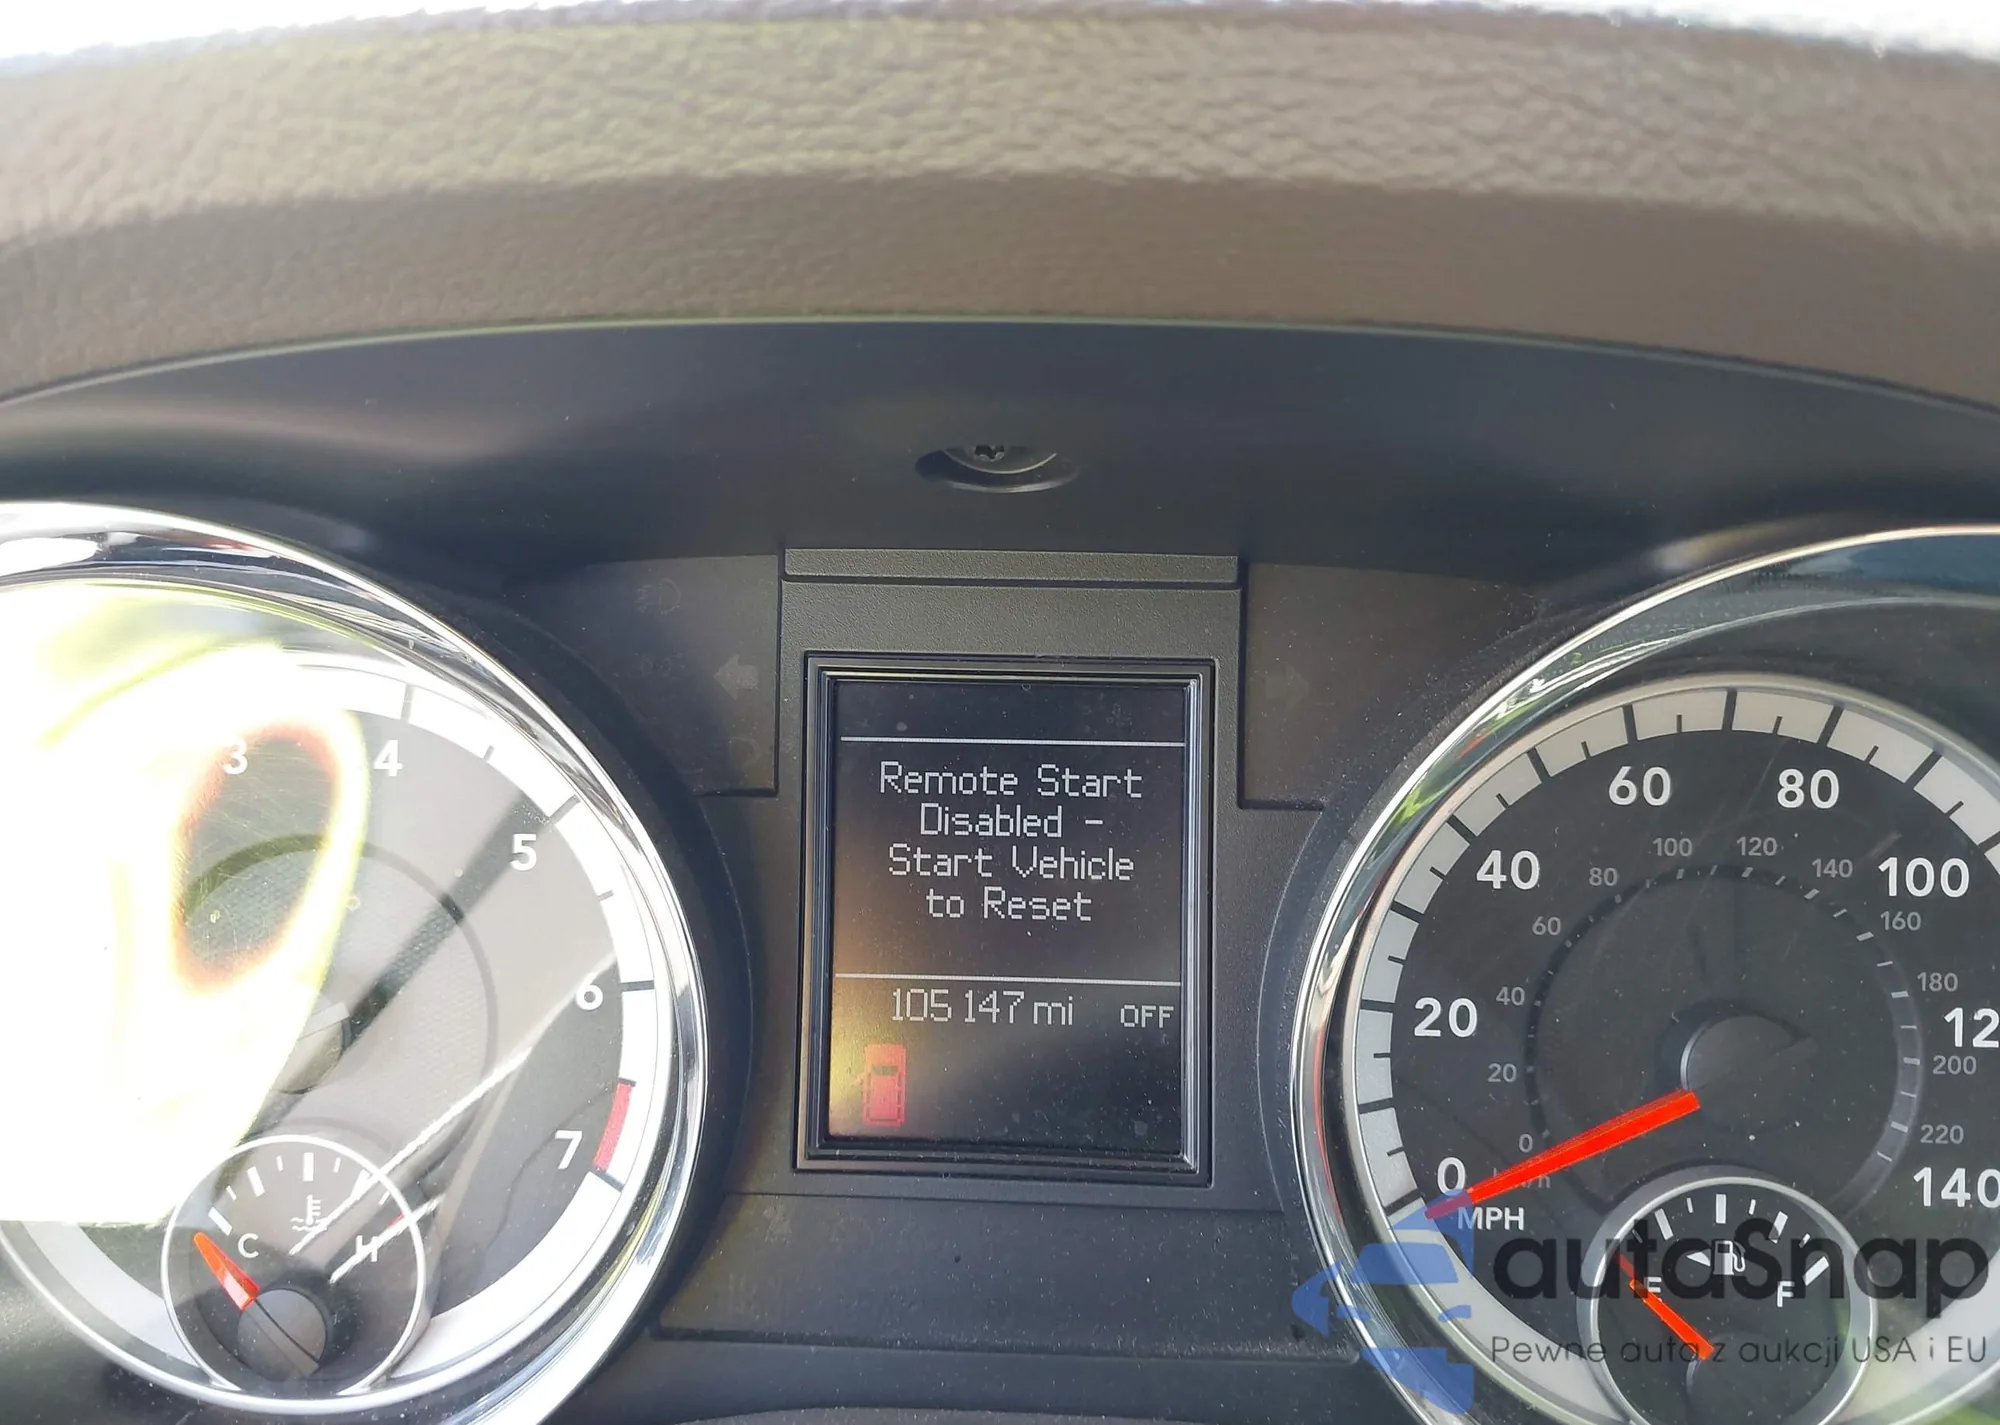 3
4
5
6
7
C
H
Remote Start
Disabled -
Start Vehicle
to Reset
105147 mi OFF
0
20
40
60
80
100
12
140
0
20
40
60
80
100
120
140
160
180
200
220
MPH
E
F
autoSnap
Pewne auta z aukcji USA i EU